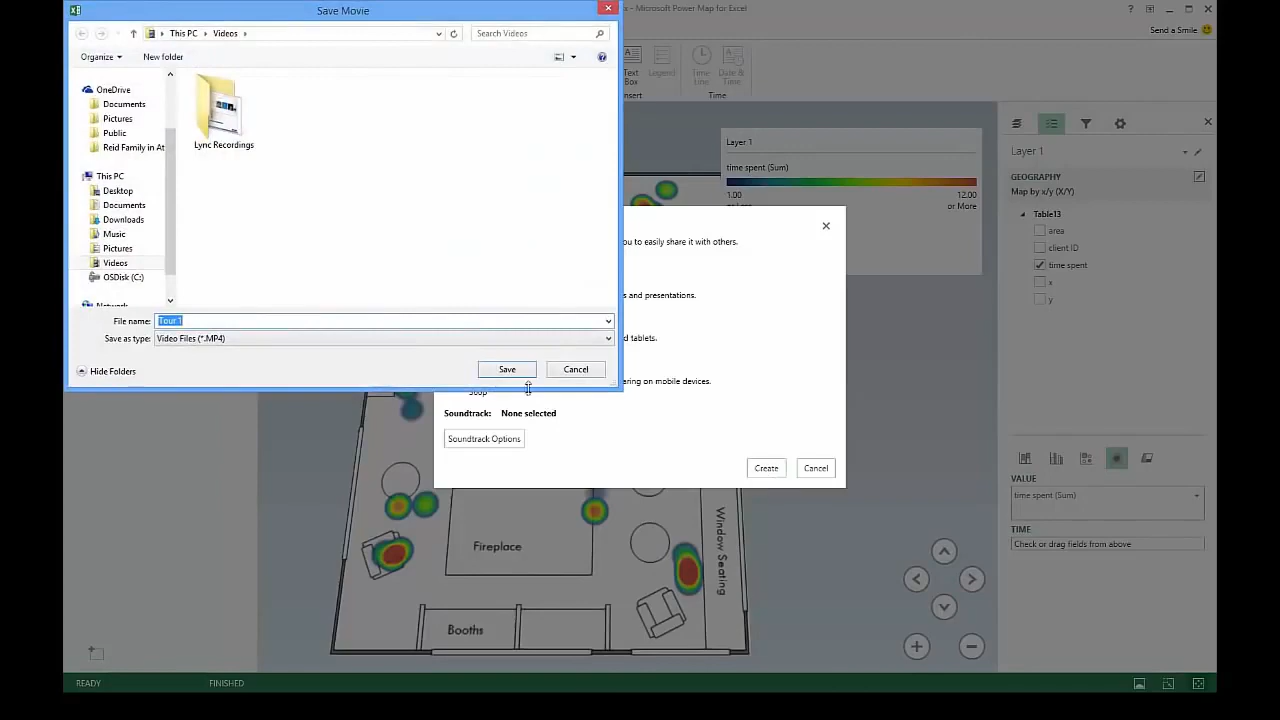 Save Movie
x - Microsoft Power Map for Excel
Send a Smile
This PC
Videos
Search Videos
Organize
New folder
Text
Box
Legend
Time
line
Date &
Time
Insert
Time
OneDrive
Documents
Pictures
Public
Reid Family in At
This PC
Desktop
Documents
Downloads
Music
Pictures
Videos
OSDisk (C:)
Network
Lync Recordings
File name:
Tour 1
Save as type:
Video Files (*.MP4)
Hide Folders
Save
Cancel
Layer 1
time spent (Sum)
1.00
12.00
or Less
or More
you to easily share it with others.
s and presentations.
d tablets.
ering on mobile devices.
Soundtrack: None selected
Soundtrack Options
Create
Cancel
Fireplace
Window Seating
Booths
Layer 1
GEOGRAPHY
Map by x/y (X/Y)
Table13
area
client ID
time spent
x
y
VALUE
time spent (Sum)
TIME
Check or drag fields from above
READY
FINISHED